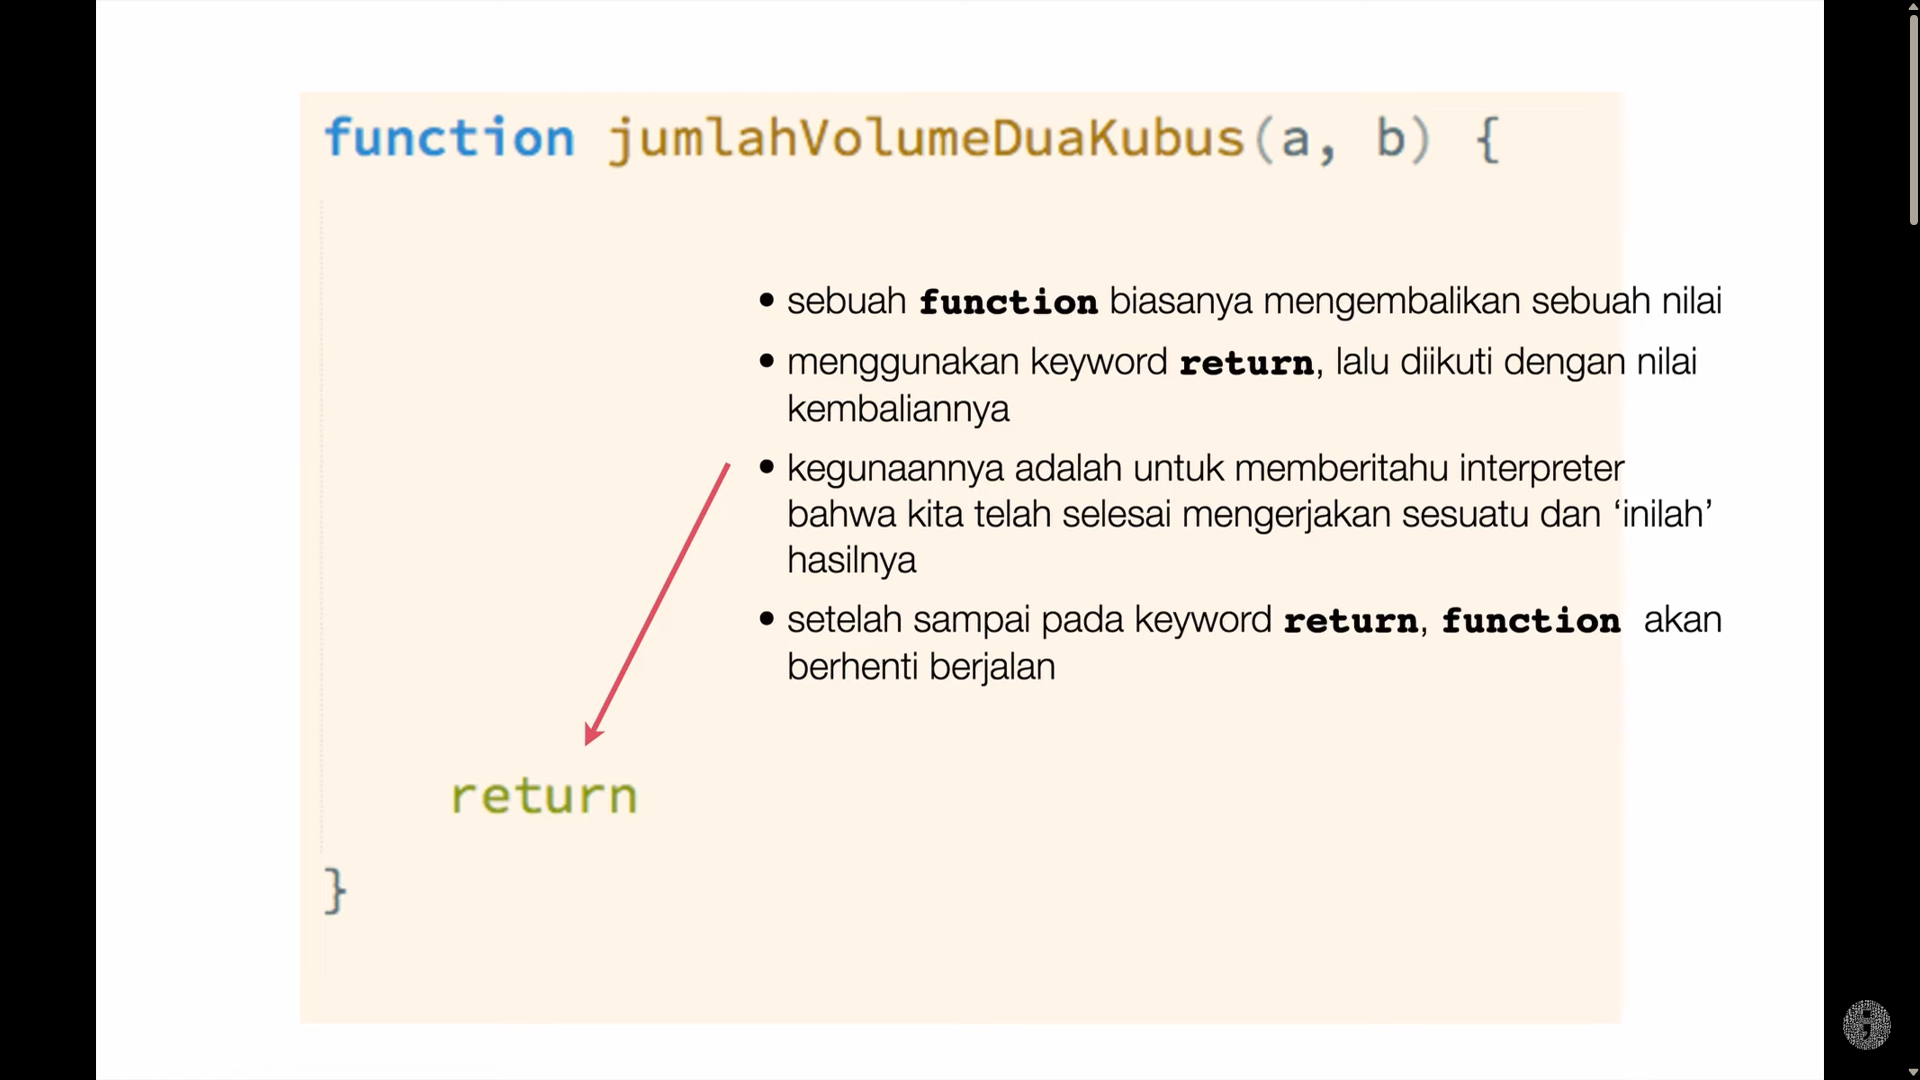 function jumlahVolumeDuaKubus(a, b) {
• sebuah function biasanya mengembalikan sebuah nilai
• menggunakan keyword return, lalu diikuti dengan nilai
kembaliannya
• kegunaannya adalah untuk memberitahu interpreter
bahwa kita telah selesai mengerjakan sesuatu dan ‘inilah’
hasilnya
• setelah sampai pada keyword return, function akan
berhenti berjalan
return
}